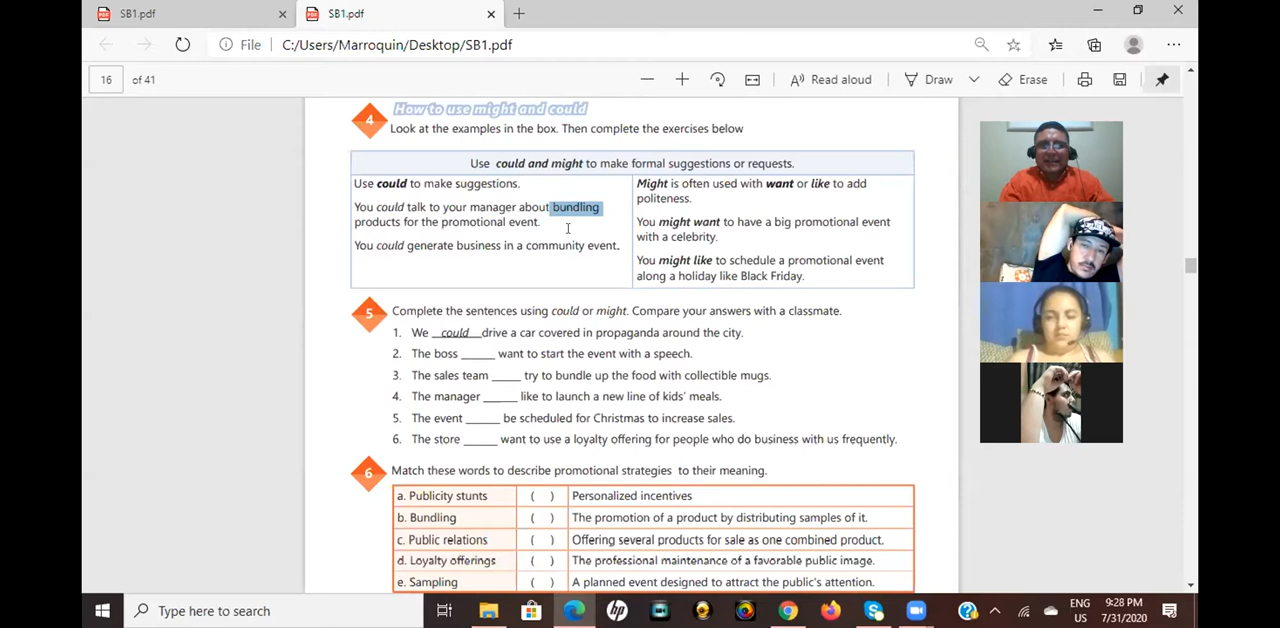 SB1.pdf
SB1.pdf
File C:/Users/Marroquin/Desktop/SB1.pdf
16 of 41
Read aloud Draw Erase
4 How to use might and could
Look at the examples in the box. Then complete the exercises below
Use could and might to make formal suggestions or requests.
Use could to make suggestions.
You could talk to your manager about bundling
products for the promotional event.
You could generate business in a community event.
Might is often used with want or like to add
politeness.
You might want to have a big promotional event
with a celebrity.
You might like to schedule a promotional event
along a holiday like Black Friday.
5 Complete the sentences using could or might. Compare your answers with a classmate.
1. We __could__ drive a car covered in propaganda around the city.
2. The boss ______ want to start the event with a speech.
3. The sales team _____ try to bundle up the food with collectible mugs.
4. The manager ______ like to launch a new line of kids' meals.
5. The event ______ be scheduled for Christmas to increase sales.
6. The store ______ want to use a loyalty offering for people who do business with us frequently.
6 Match these words to describe promotional strategies to their meaning.
a. Publicity stunts ( ) Personalized incentives
b. Bundling ( ) The promotion of a product by distributing samples of it.
c. Public relations ( ) Offering several products for sale as one combined product.
d. Loyalty offerings ( ) The professional maintenance of a favorable public image.
e. Sampling ( ) A planned event designed to attract the public's attention.
Type here to search
hp
ENG
US
9:28 PM
7/31/2020